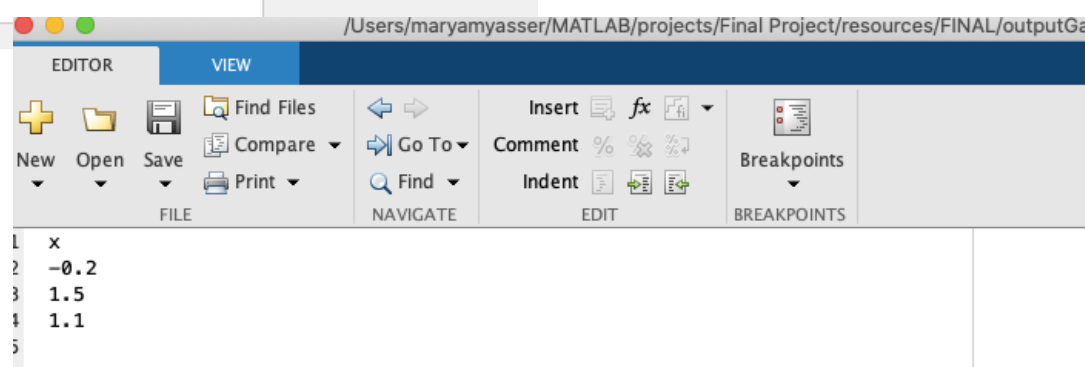 /Users/maryamyasser/MATLAB/projects/Final Project/resources/FINAL/outputGa
EDITOR VIEW
New Open Save
Find Files
Compare
Print
FILE
Go To
Find
NAVIGATE
Insert fx fi
Comment % %
Indent
EDIT
Breakpoints
BREAKPOINTS
1 x
2 -0.2
3 1.5
4 1.1
5